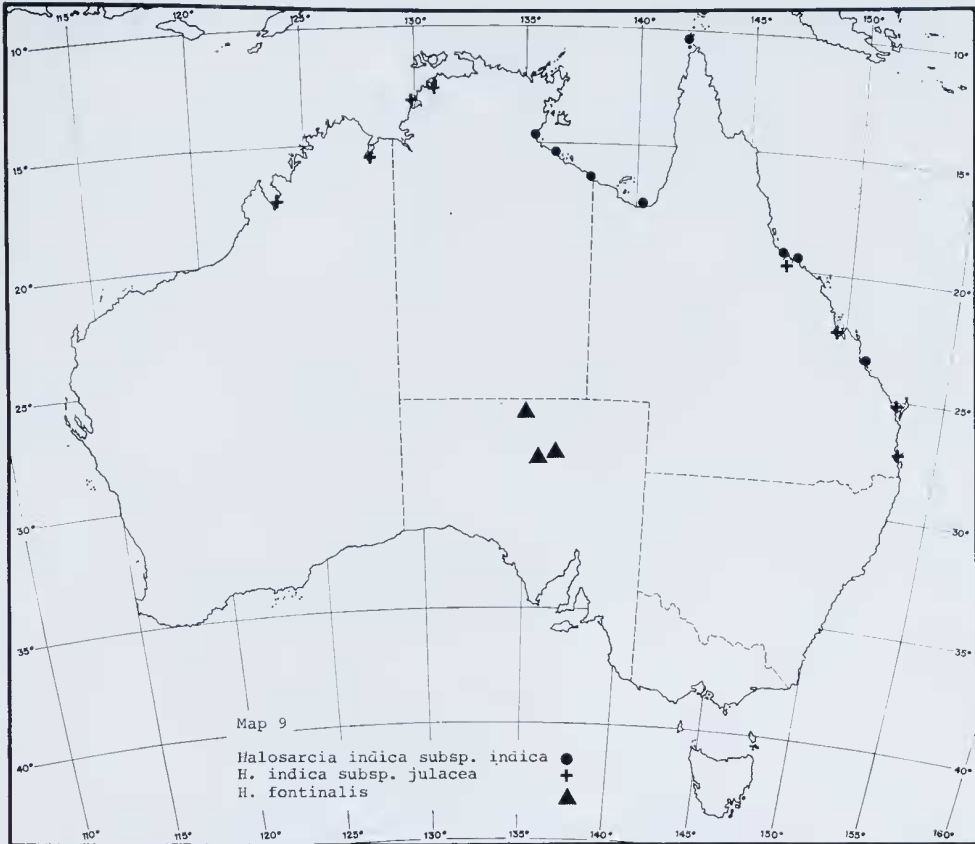 115° 120° 125° 130° 135° 140° 145° 150°
10° 10°
15° 15°
20° 20°
25° 25°
30° 30°
35° 35°
40° 40°
Map 9
Halosarcia indica subsp. indica ●
H. indica subsp. julacea +
H. fontinalis ▲
110° 115° 120° 125° 130° 135° 140° 145° 150° 155° 160°